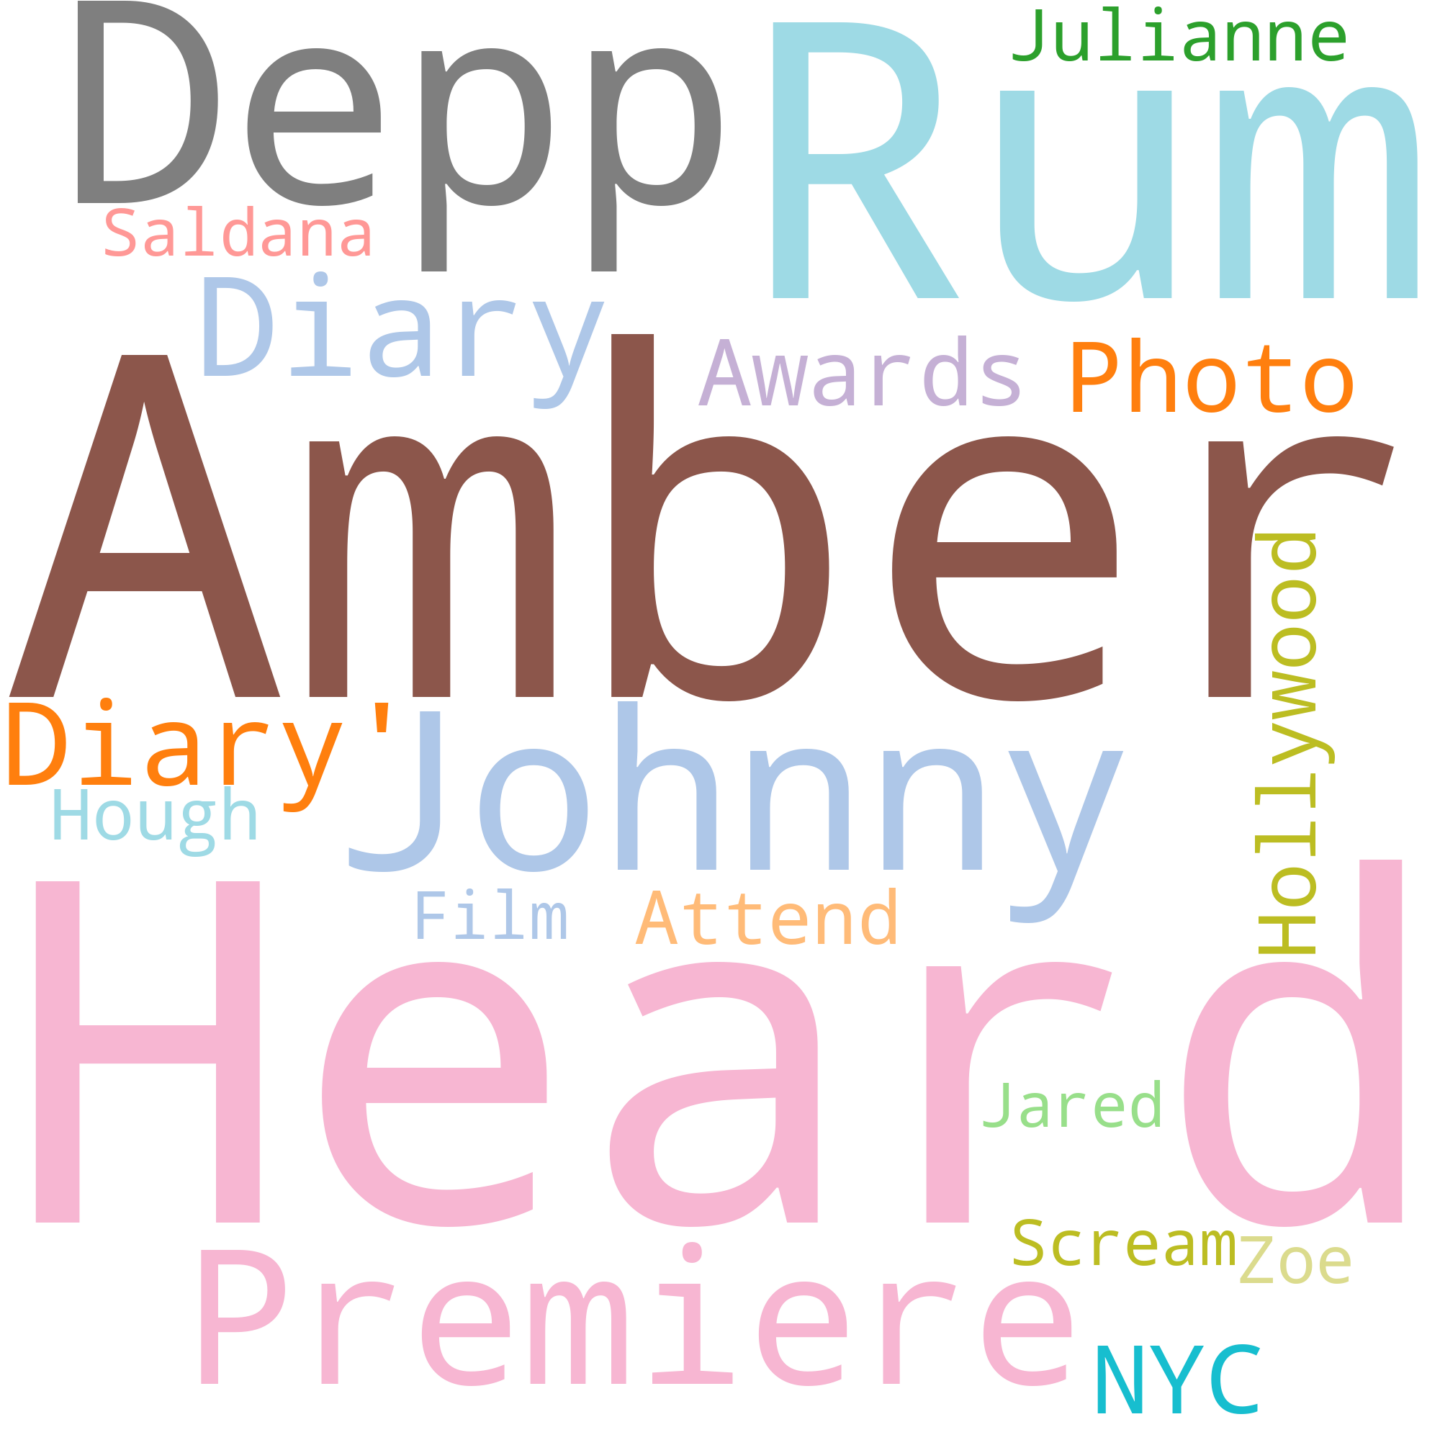 Depp
Rum
Julianne
Saldana
Diary
Awards
Photo
Amber
Hollywood
Diary'
Johnny
Hough
Film
Attend
Heard
Jared
Scream
Zoe
Premiere
NYC